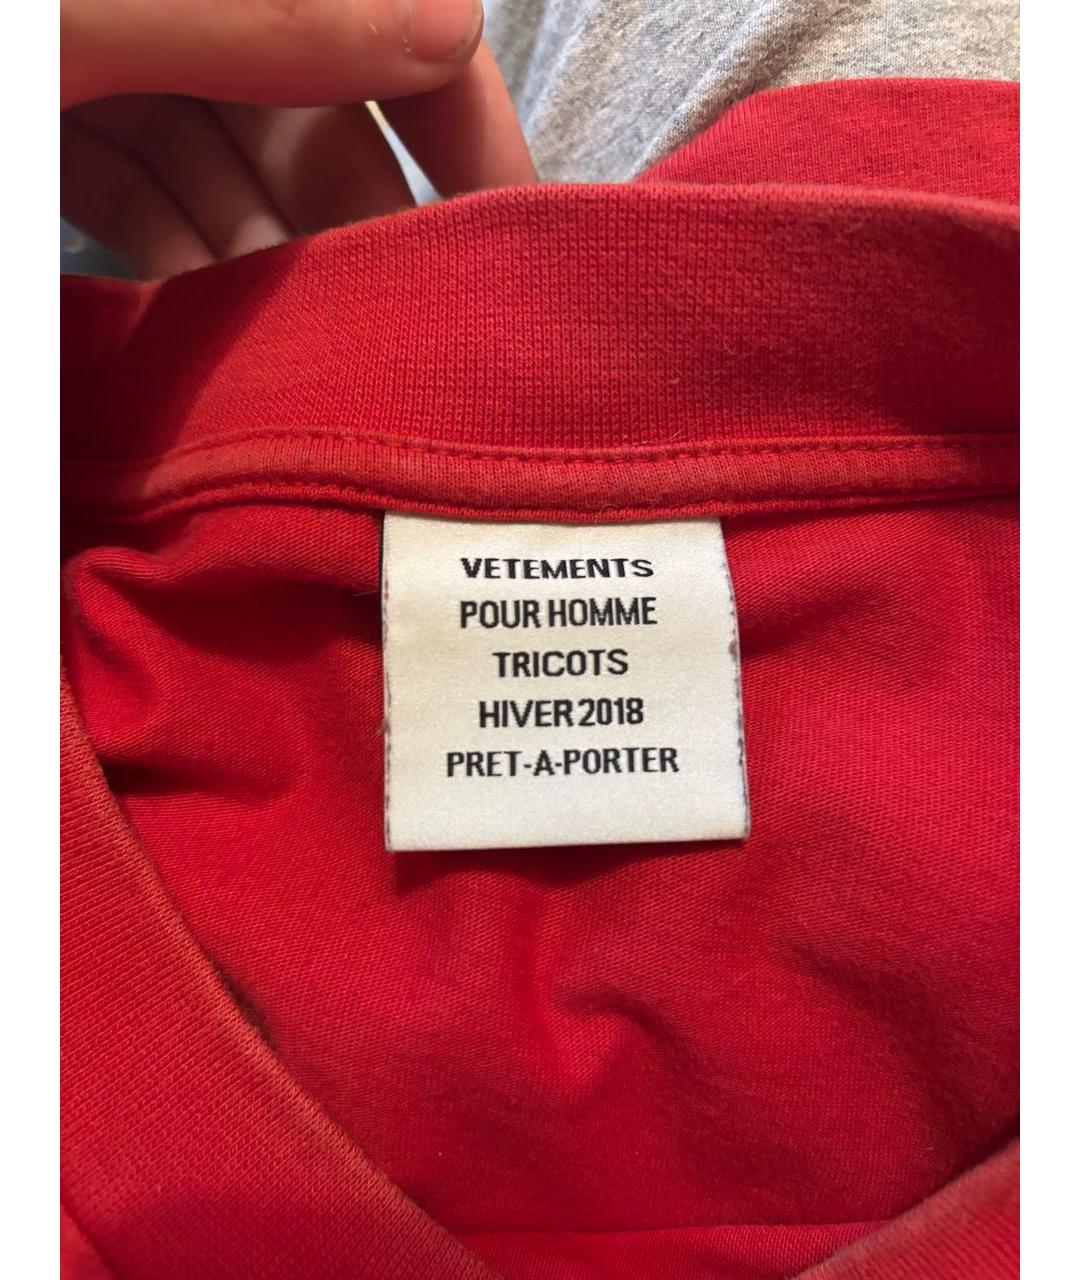 VETEMENTS
POUR HOMME
TRICOTS
HIVER 2018
PRET-A-PORTER